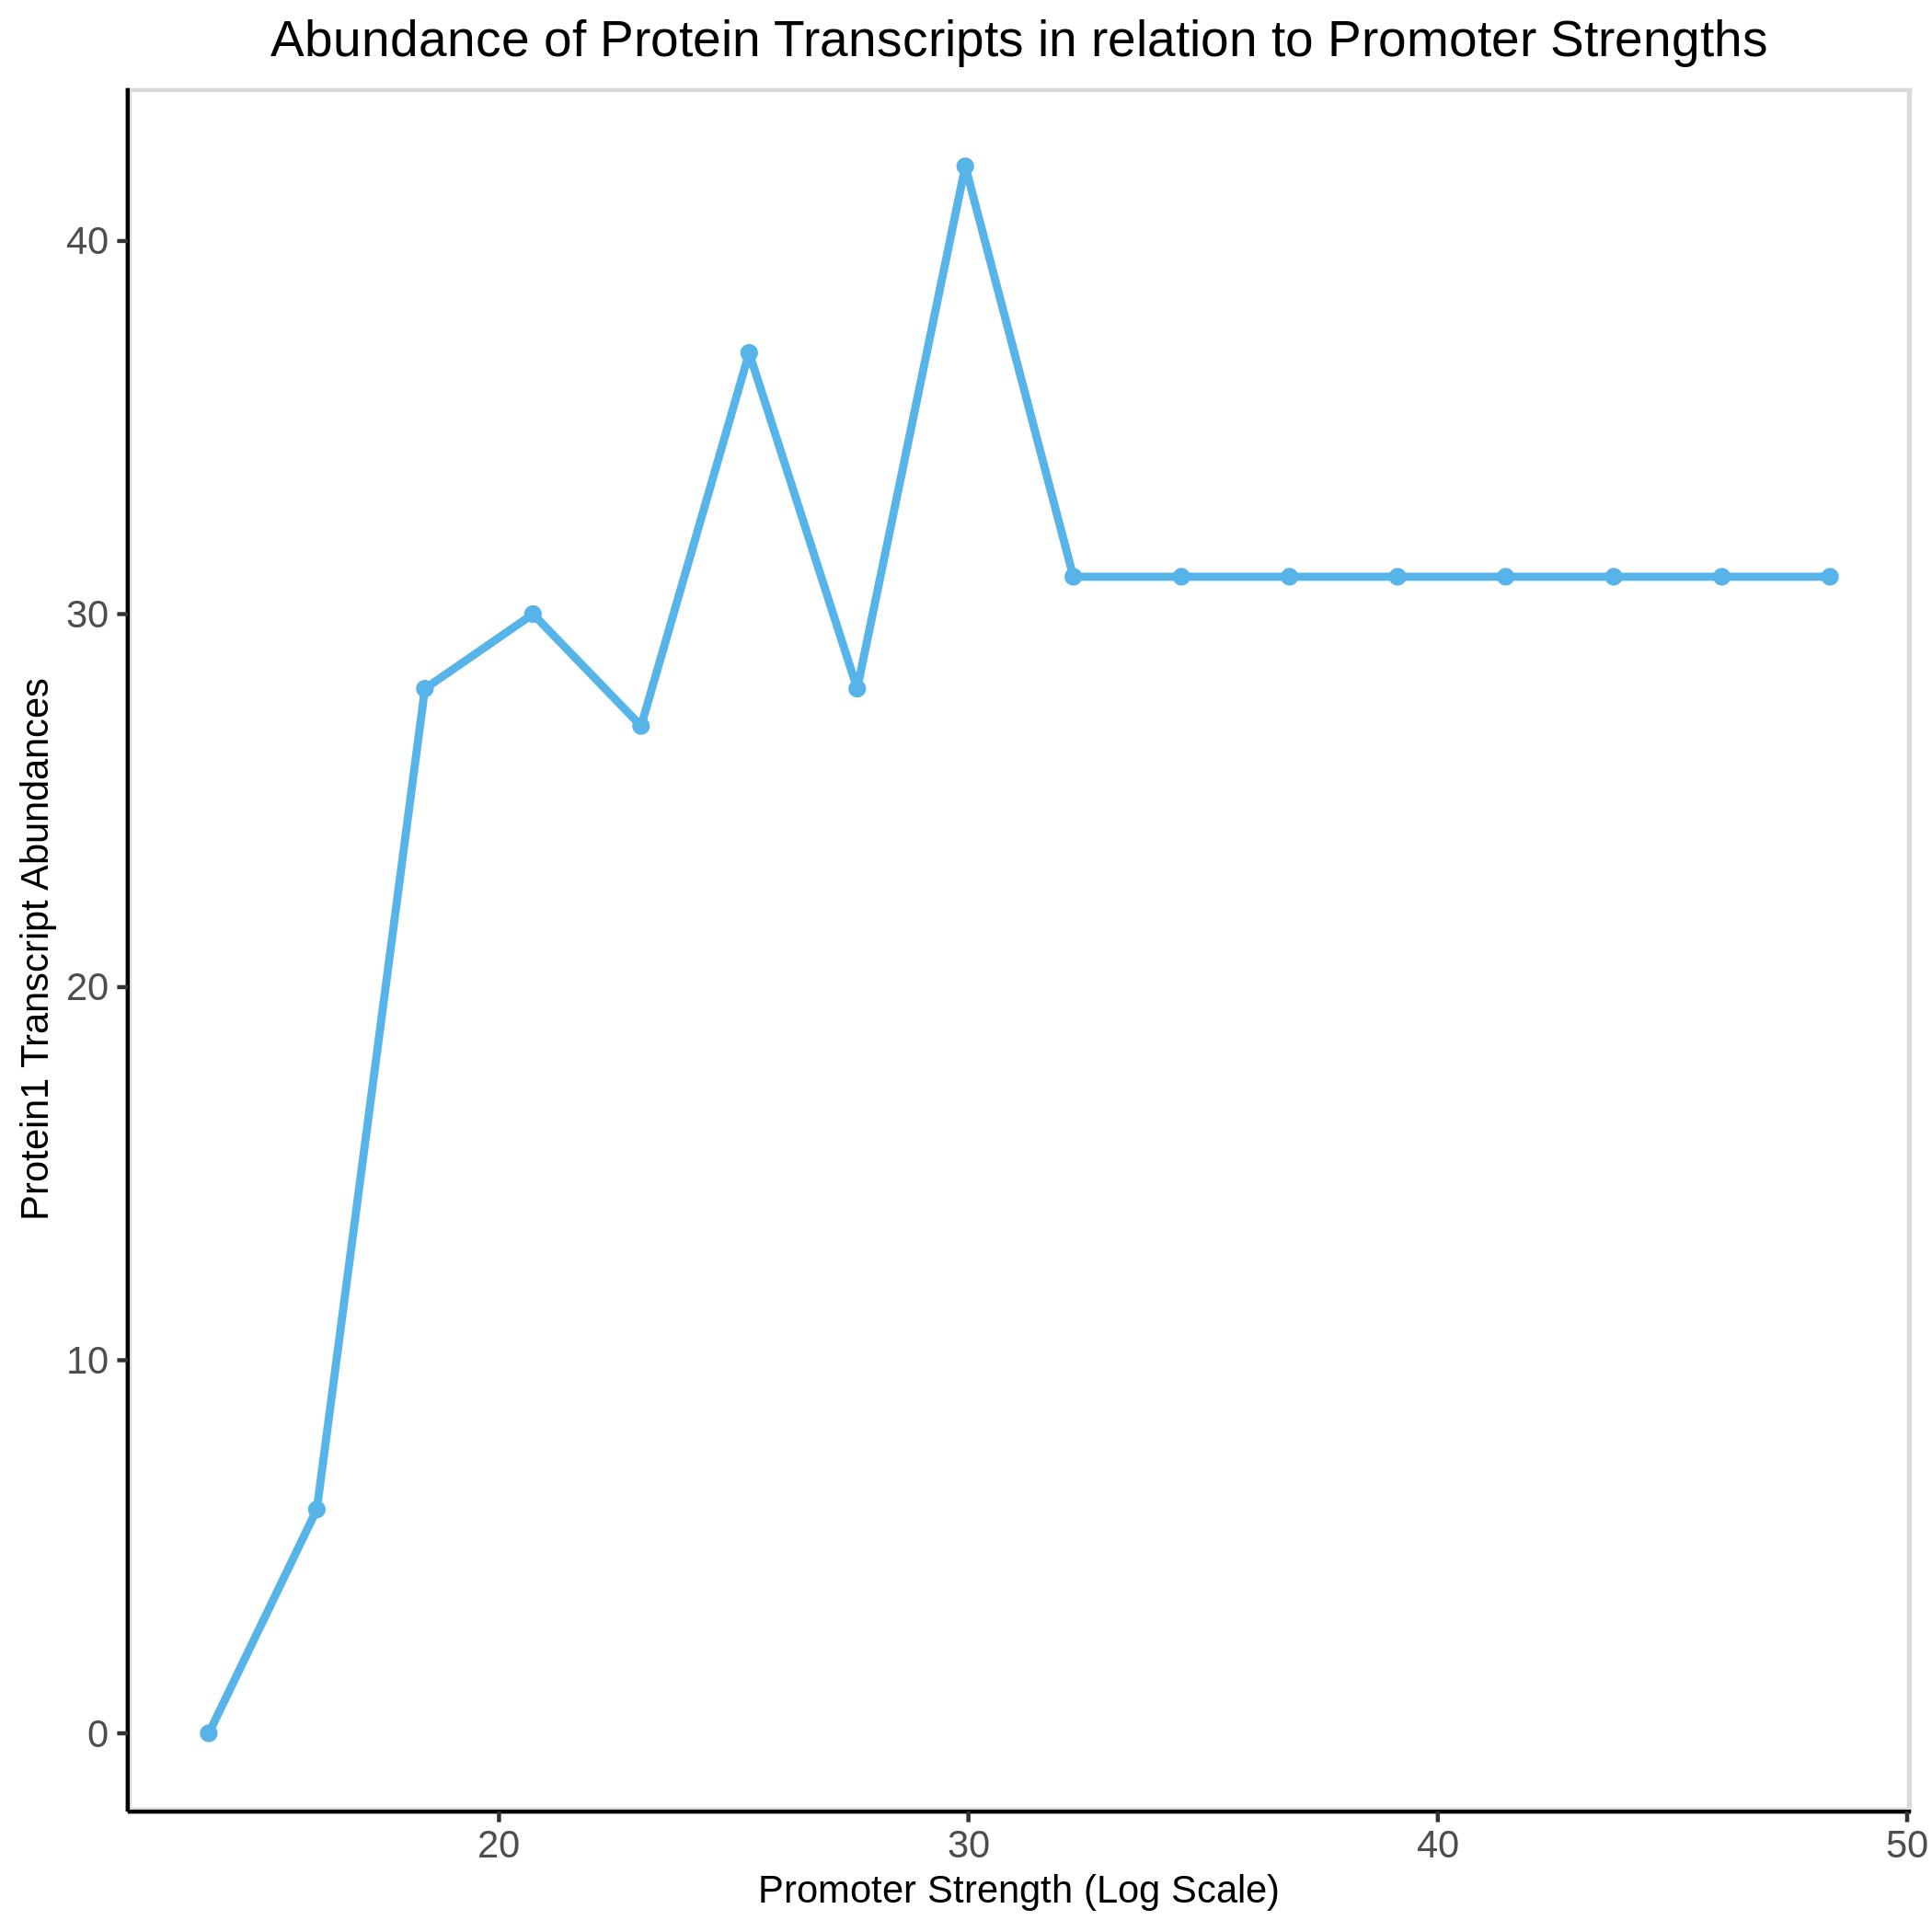 Abundance of Protein Transcripts in relation to Promoter Strengths
Protein1 Transcript Abundances
40
30
20
10
0
20 30 40 50
Promoter Strength (Log Scale)